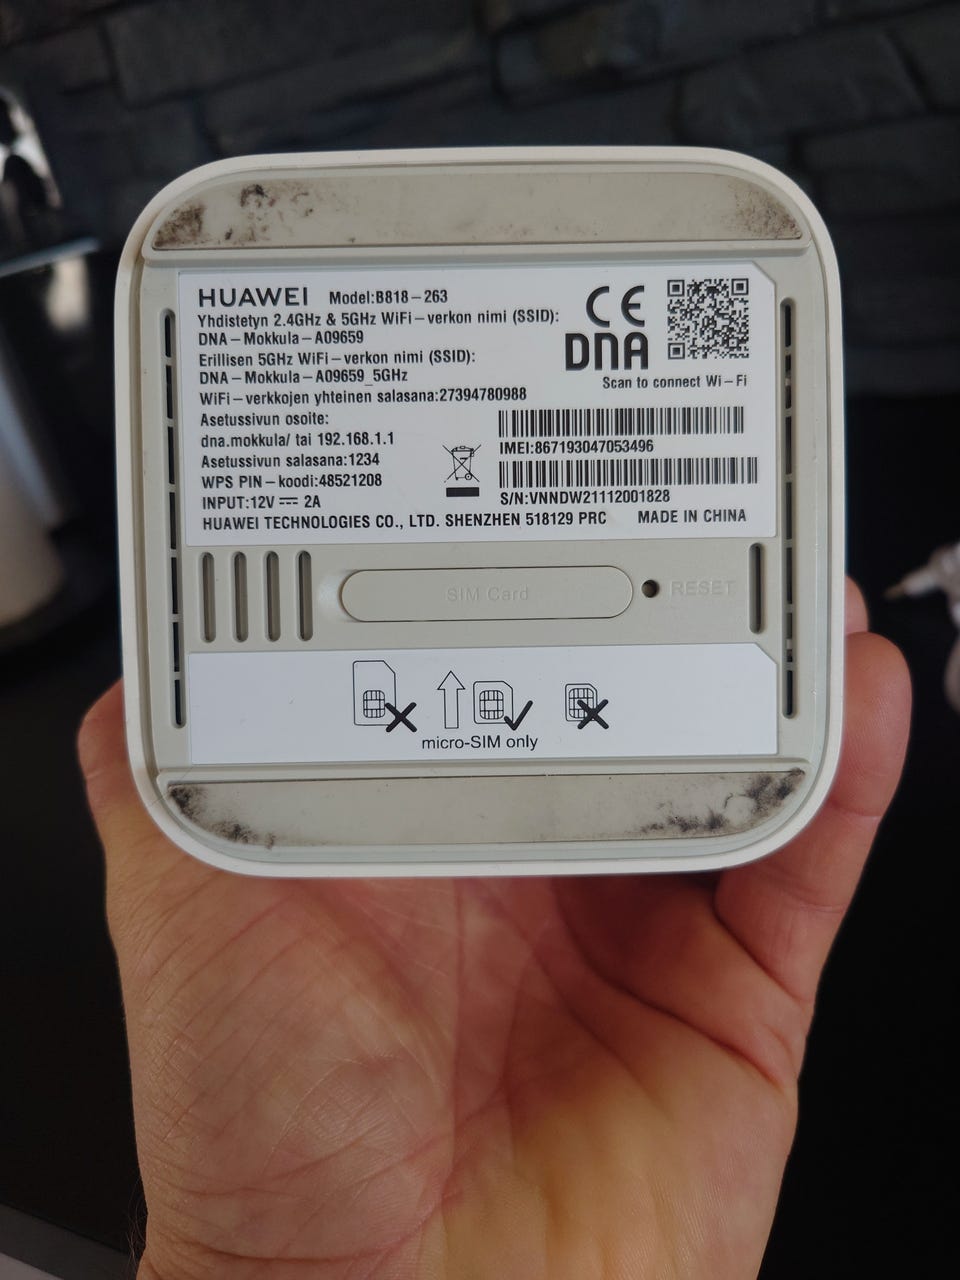 HUAWEI Model:B818-263
Yhdistetyn 2.4GHz & 5GHz WiFi-verkon nimi (SSID):
DNA-Mokkula-A09659
Erillisen 5GHz WiFi-verkon nimi (SSID):
DNA-Mokkula-A09659_5GHz
WiFi-verkkojen yhteinen salasana:27394780988
Asetussivun osoite:
dna.mokkula/ tai 192.168.1.1
Asetussivun salasana:1234
WPS PIN-koodi:48521208
INPUT:12V ⎓ 2A
CE
DNA
Scan to connect Wi-Fi
IMEI:867193047053496
S/N:VNNDW21112001828
HUAWEI TECHNOLOGIES CO., LTD. SHENZHEN 518129 PRC MADE IN CHINA
SIM Card RESET
micro-SIM only